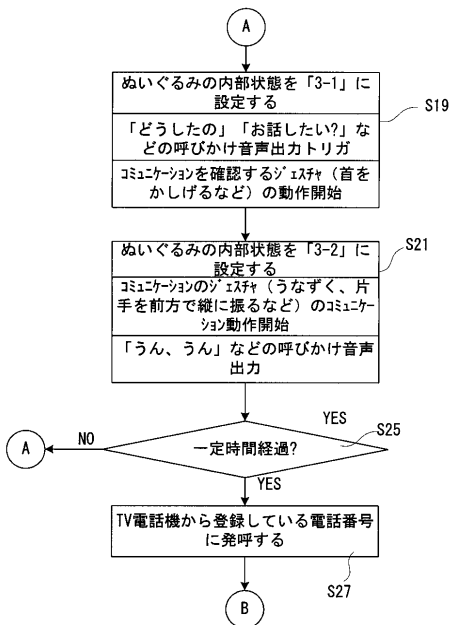 A
ぬいぐるみの内部状態を「3-1」に
設定する
S19
「どうしたの」「お話したい?」な
どの呼びかけ音声出力トリガ
コミュニケーションを確認するジェスチャ（首を
かしげるなど）の動作開始
ぬいぐるみの内部状態を「3-2」に
設定する
S21
コミュニケーションのジェスチャ（うなずく、片
手を前方で縦に振るなど）のコミュニケー
ション動作開始
「うん、うん」などの呼びかけ音声
出力
YES
S25
A
NO
一定時間経過?
YES
TV電話機から登録している電話番号
に発呼する
S27
B